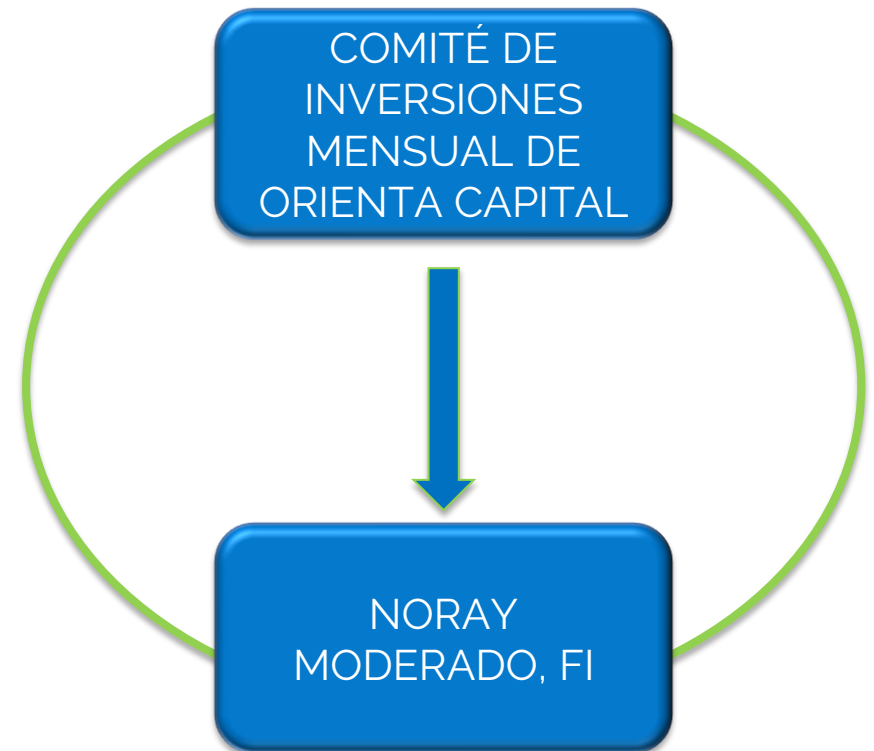 COMITÉ DE
INVERSIONES
MENSUAL DE
ORIENTA CAPITAL
NORAY
MODERADO, FI